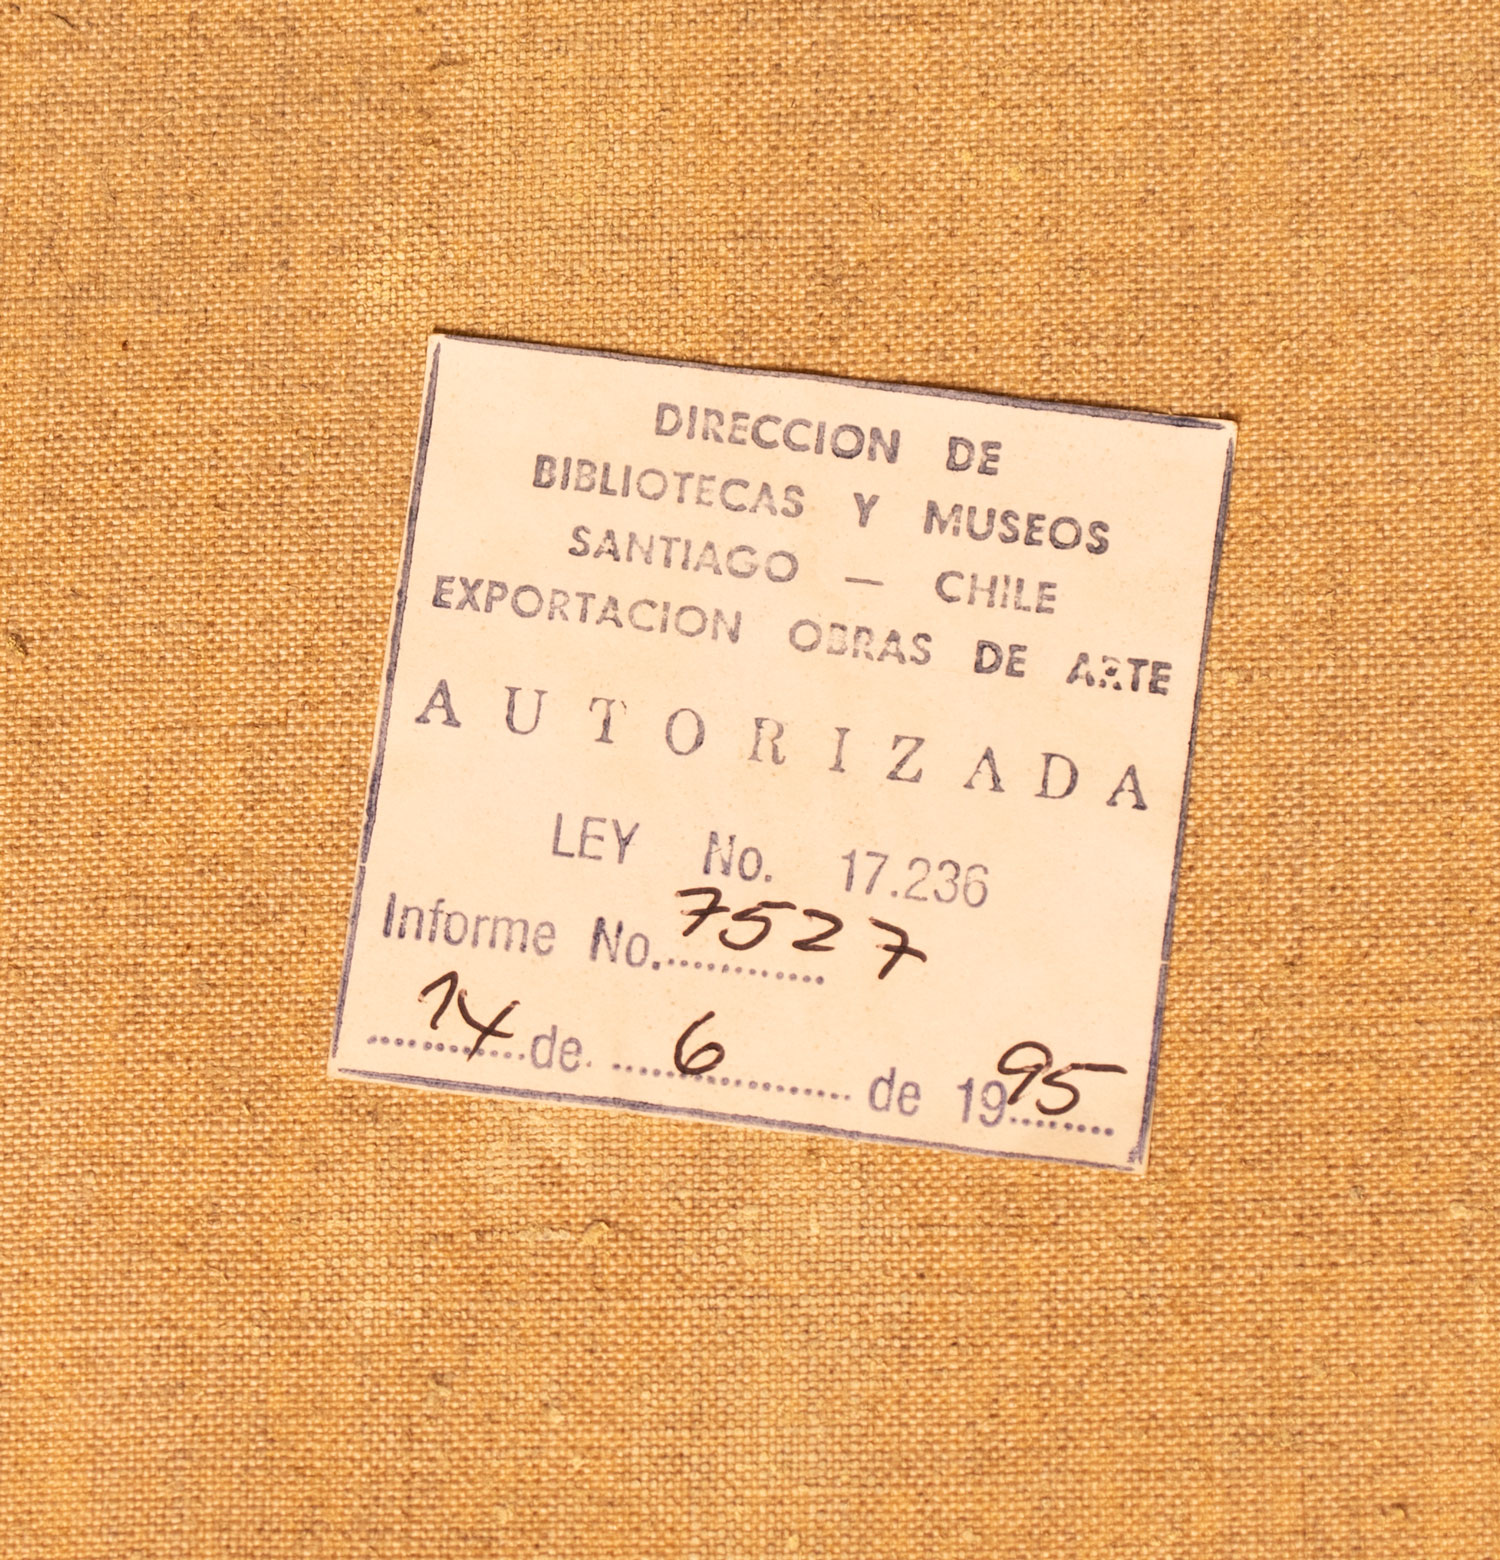 DIRECCION DE
BIBLIOTECAS Y MUSEOS
SANTIAGO — CHILE
EXPORTACION OBRAS DE ARTE
AUTORIZADA
LEY No. 17.236
Informe No. 7527
14 de 6 de 1995